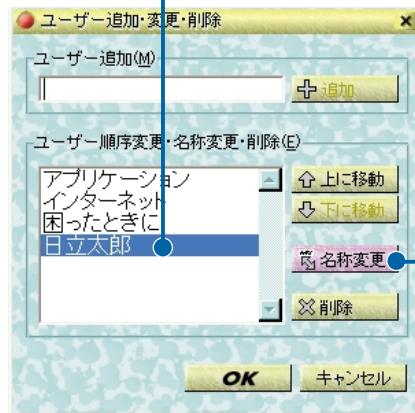 ユーザー追加・変更・削除
ユーザー追加(M)
追加
ユーザー順序変更・名称変更・削除(E)
アプリケーション
インターネット
困ったときに
日立太郎
上に移動
下に移動
名称変更
削除
OK
キャンセル